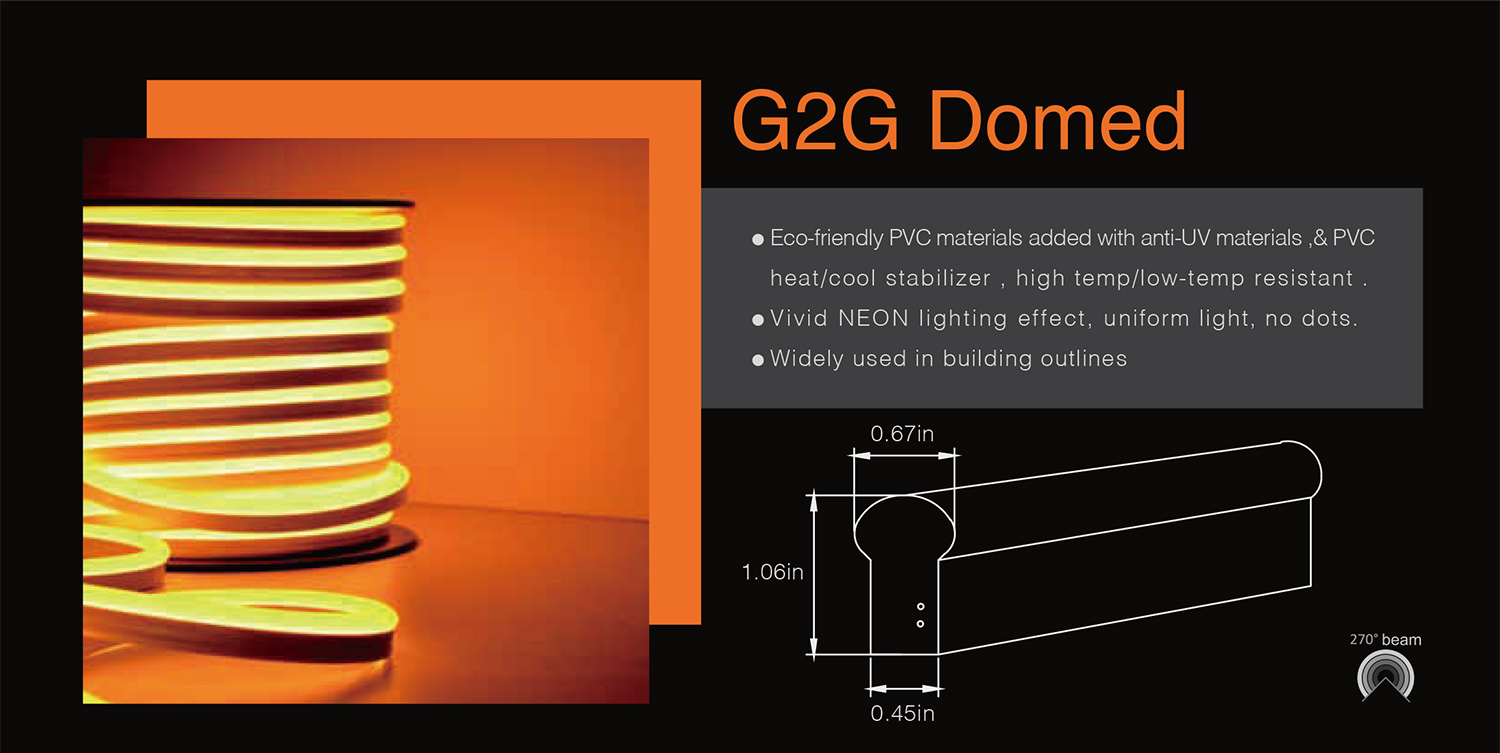 G2G Domed
● Eco-friendly PVC materials added with anti-UV materials ,& PVC
heat/cool stabilizer , high temp/low-temp resistant .
● Vivid NEON lighting effect, uniform light, no dots.
● Widely used in building outlines
0.67in
1.06in
0.45in
270° beam